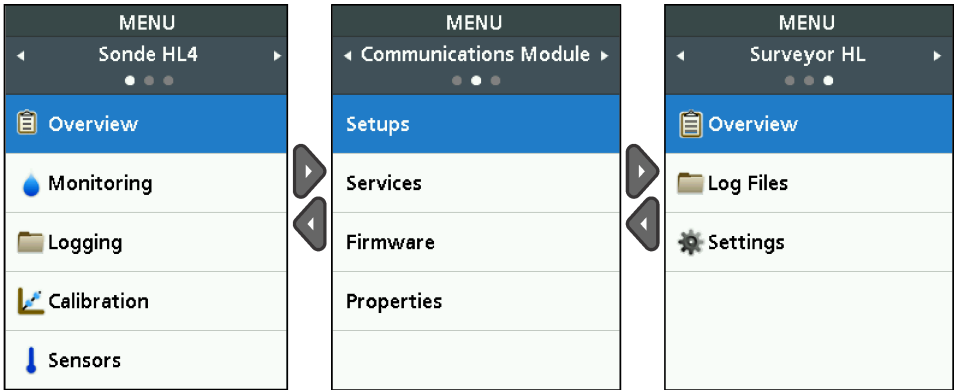 MENU
Sonde HL4
Overview
Monitoring
Logging
Calibration
Sensors
MENU
Communications Module
Setups
Services
Firmware
Properties
MENU
Surveyor HL
Overview
Log Files
Settings